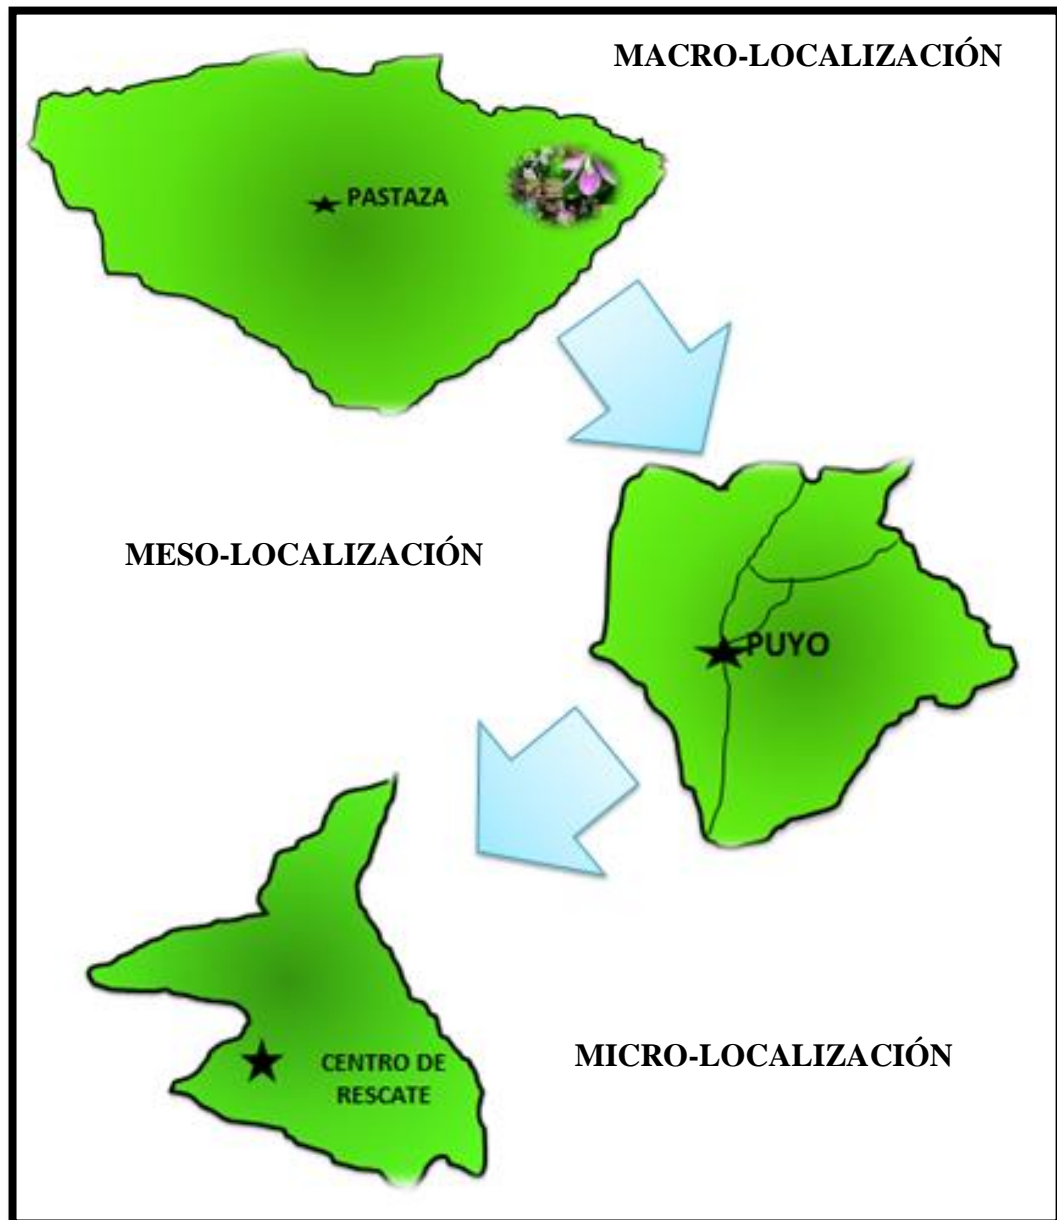 MACRO-LOCALIZACIÓN
PASTAZA
MESO-LOCALIZACIÓN
PUYO
CENTRO DE
RESCATE
MICRO-LOCALIZACIÓN